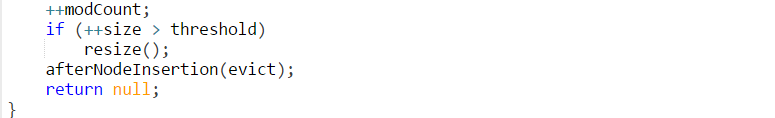 ++modCount;
if (++size > threshold)
resize();
afterNodeInsertion(evict);
return null;
}